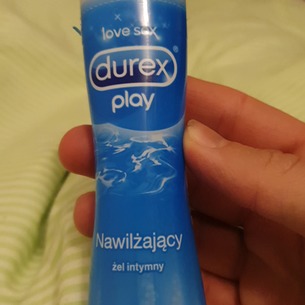 love sex
durex
play
Nawilżający
żel intymny